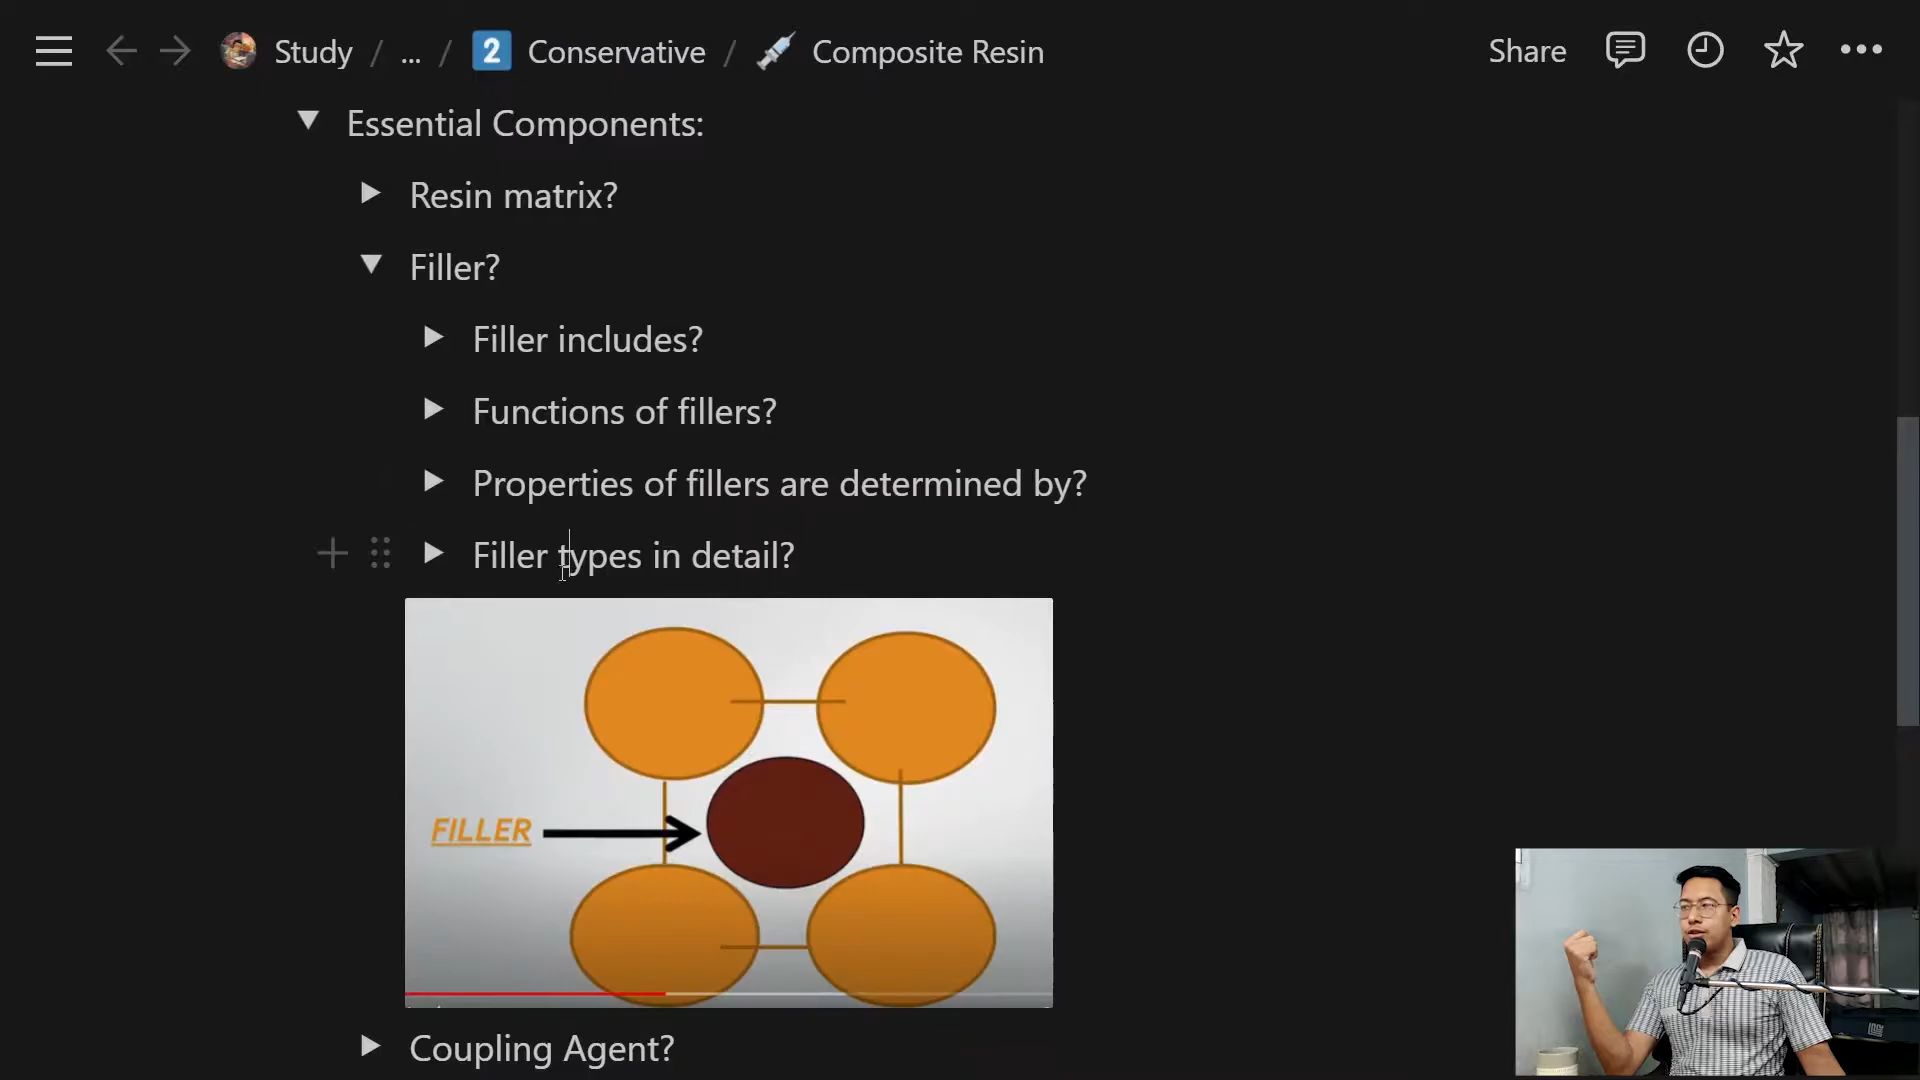 Study / ... / 2 Conservative / Composite Resin
Share
Essential Components:
Resin matrix?
Filler?
Filler includes?
Functions of fillers?
Properties of fillers are determined by?
Filler types in detail?
FILLER
Coupling Agent?